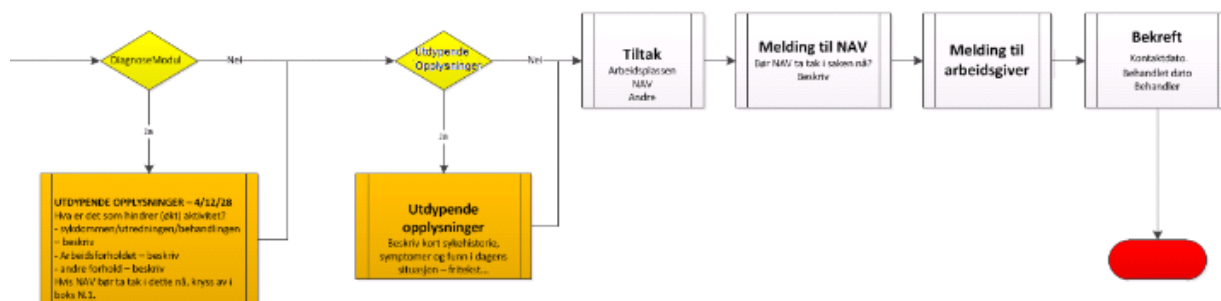 DiagnoseModul
Nei
Ja
UTDYPENDE OPPLYSNINGER – 4/12/28
Hva er det som hindrer (økt) aktivitet?
- sykdommen/utredningen/behandlingen
– beskriv
- Arbeidsforholdet – beskriv
- andre forhold – beskriv
Hvis NAV bør ta tak i dette nå, kryss av i
boks N.1.
Utdypende
Opplysninger
Nei
Ja
Utdypende
opplysninger
Beskriv kort sykehistorie,
symptomer og funn i dagens
situasjon – fritekst...
Tiltak
Arbeidsplassen
NAV
Andre
Melding til NAV
Bør NAV ta tak i saken nå?
Beskriv
Melding til
arbeidsgiver
Bekreft
Kontaktdato.
Behandlet dato
Behandler